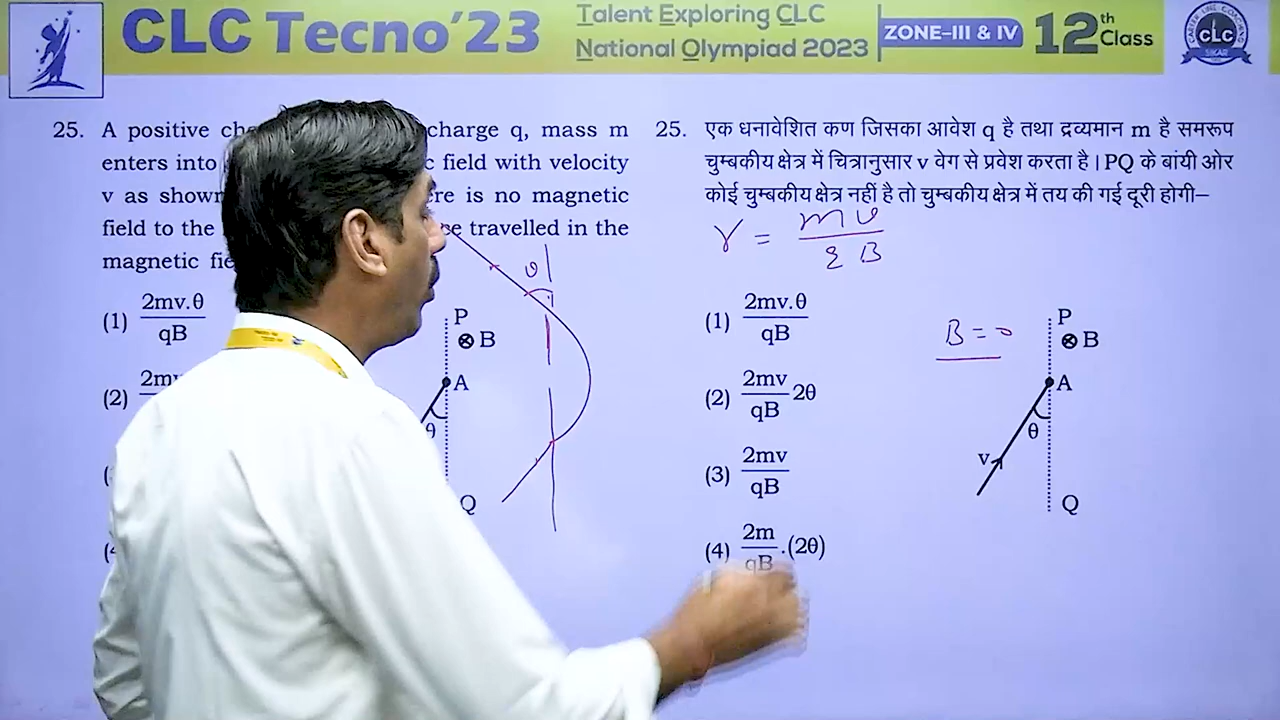 CLC Tecno’23
Talent Exploring CLC
National Olympiad 2023
ZONE–III & IV
12th Class
CLC
SIKAR
25. A positive charge q, mass m
enters into field with velocity
v as shown there is no magnetic
field to the travelled in the
magnetic
(1) 2mv.θ
qB
(2)
P
⊗ B
A
θ
Q
θ
25. एक धनावेशित कण जिसका आवेश q है तथा द्रव्यमान m है समरूप
चुम्बकीय क्षेत्र में चित्रानुसार v वेग से प्रवेश करता है। PQ के बांयी ओर
कोई चुम्बकीय क्षेत्र नहीं है तो चुम्बकीय क्षेत्र में तय की गई दूरी होगी–
r = mv
qB
(1) 2mv.θ
qB
(2) 2mv 2θ
qB
(3) 2mv
qB
(4) 2m .(2θ)
qB
B = 0
P
⊗ B
A
θ
v
Q